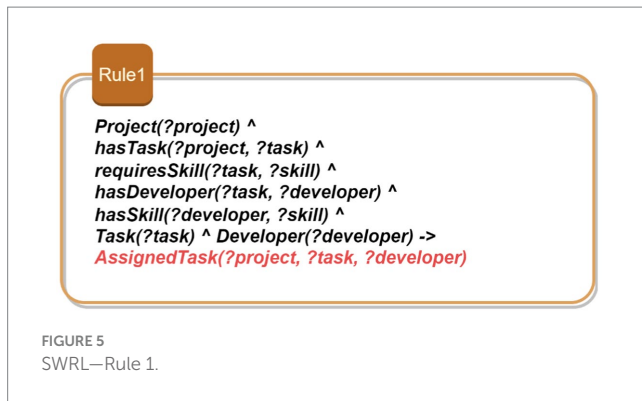 Rule1
Project(?project) ^
hasTask(?project, ?task) ^
requiresSkill(?task, ?skill) ^
hasDeveloper(?task, ?developer) ^
hasSkill(?developer, ?skill) ^
Task(?task) ^ Developer(?developer) ->
AssignedTask(?project, ?task, ?developer)
FIGURE 5
SWRL—Rule 1.